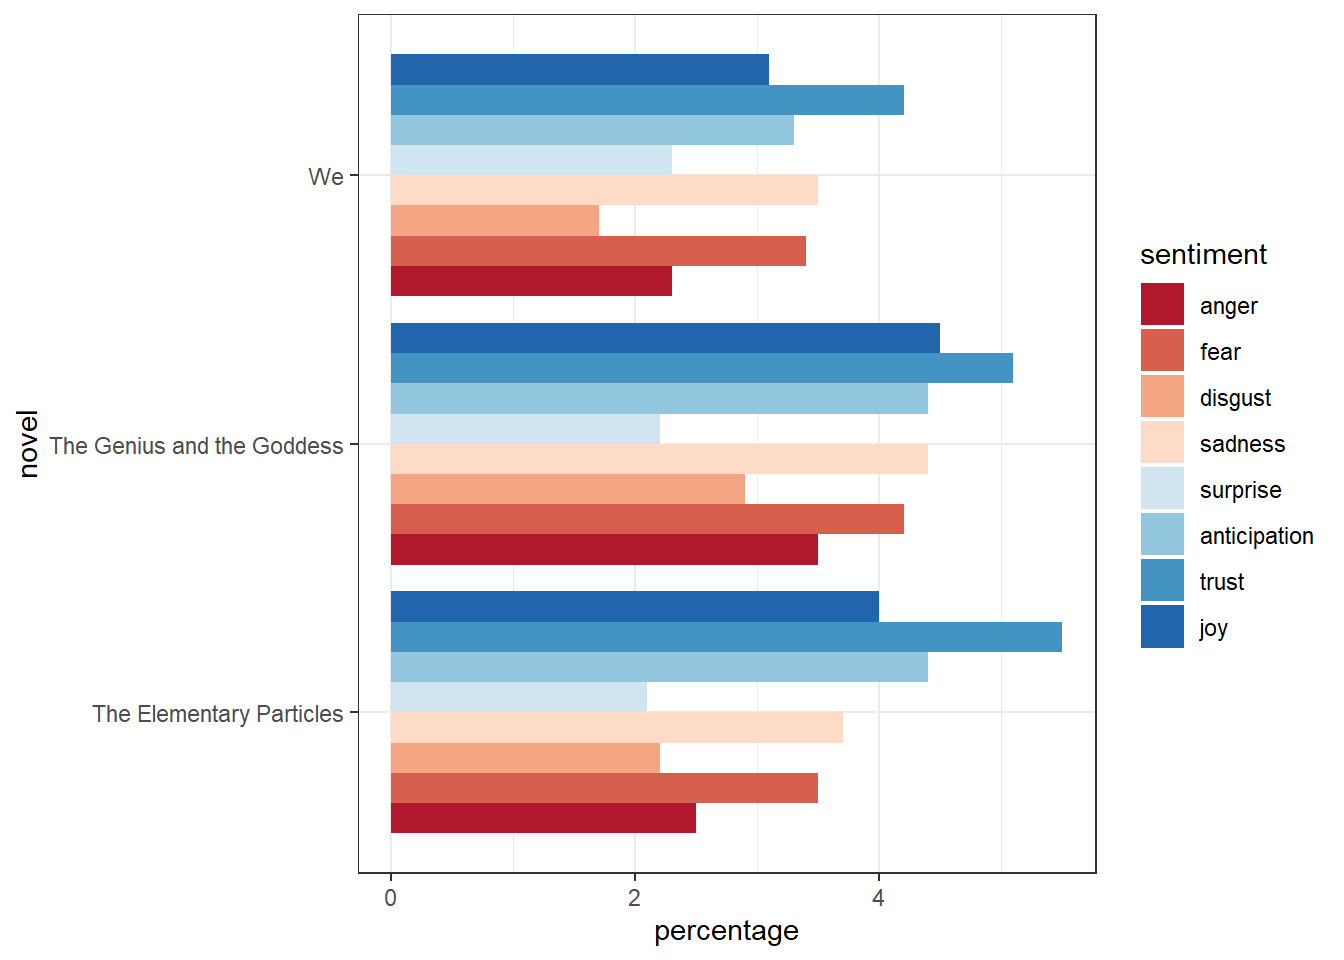 We
The Genius and the Goddess
The Elementary Particles
novel
0 2 4
percentage
sentiment
anger
fear
disgust
sadness
surprise
anticipation
trust
joy